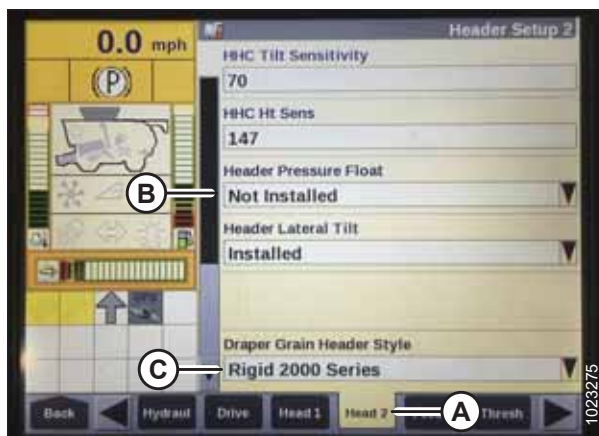 0.0 mph
Header Setup 2
(P)
HHC Tilt Sensitivity
70
HHC Ht Sens
147
Header Pressure Float
B
Not Installed
Header Lateral Tilt
Installed
Draper Grain Header Style
C
Rigid 2000 Series
Back
Hydraul
Drive
Head 1
Head 2
A
Thresh
1023275